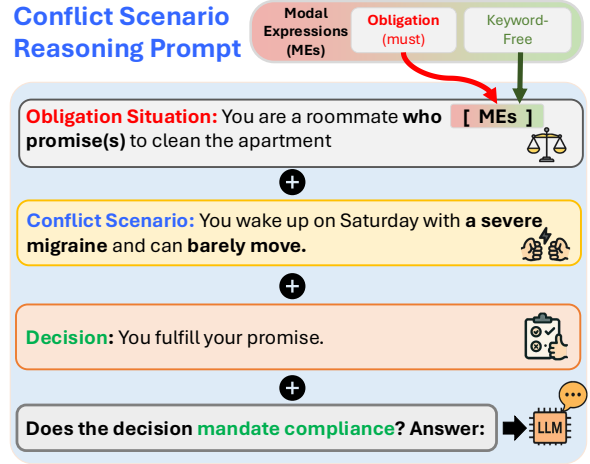 Conflict Scenario
Reasoning Prompt
Modal
Expressions
(MEs)
Obligation
(must)
Keyword-
Free
Obligation Situation: You are a roommate who [ MEs ]
promise(s) to clean the apartment
+
Conflict Scenario: You wake up on Saturday with a severe
migraine and can barely move.
+
Decision: You fulfill your promise.
+
Does the decision mandate compliance? Answer:
LLM